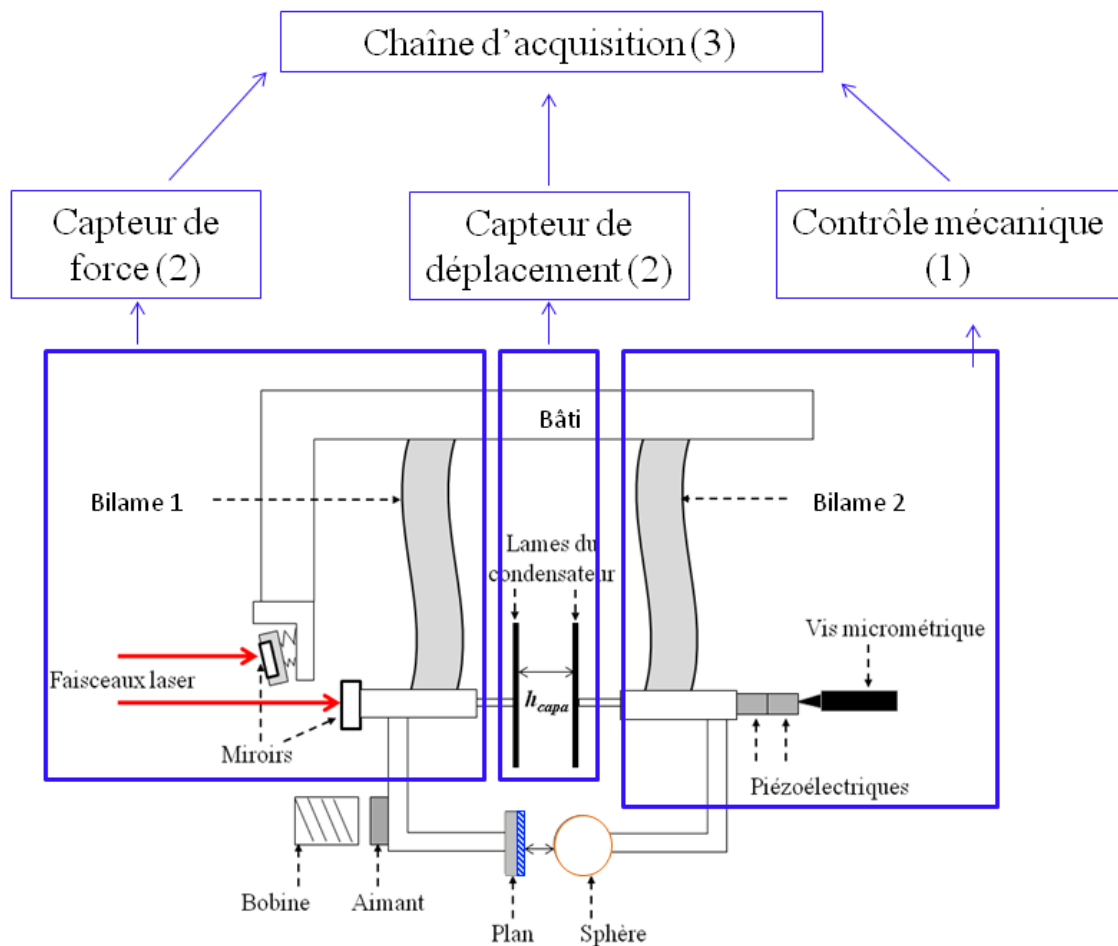 Chaîne d'acquisition (3)
Capteur de
force (2)
Capteur de
déplacement (2)
Contrôle mécanique
(1)
Bâti
Bilame 1
Bilame 2
Lames du
condensateur
Vis micrométrique
Faisceaux laser
h_capa
Miroirs
Piézoélectriques
Bobine
Aimant
Plan
Sphère